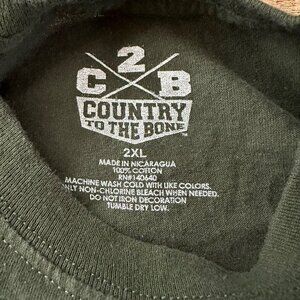 2
C B
COUNTRY
TO THE BONE
2XL
MADE IN NICARAGUA
100% COTTON
RN#140640
MACHINE WASH COLD WITH LIKE COLORS.
ONLY NON-CHLORINE BLEACH WHEN NEEDED.
DO NOT IRON DECORATION
TUMBLE DRY LOW.